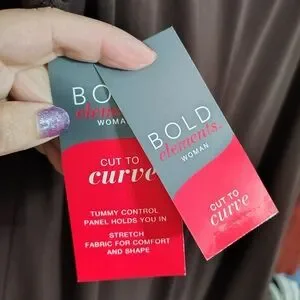 BOLD
elements.
WOMAN
CUT TO
curve
TUMMY CONTROL
PANEL HOLDS YOU IN
STRETCH
FABRIC FOR COMFORT
AND SHAPE
BOLD
elements.
WOMAN
CUT TO
curve